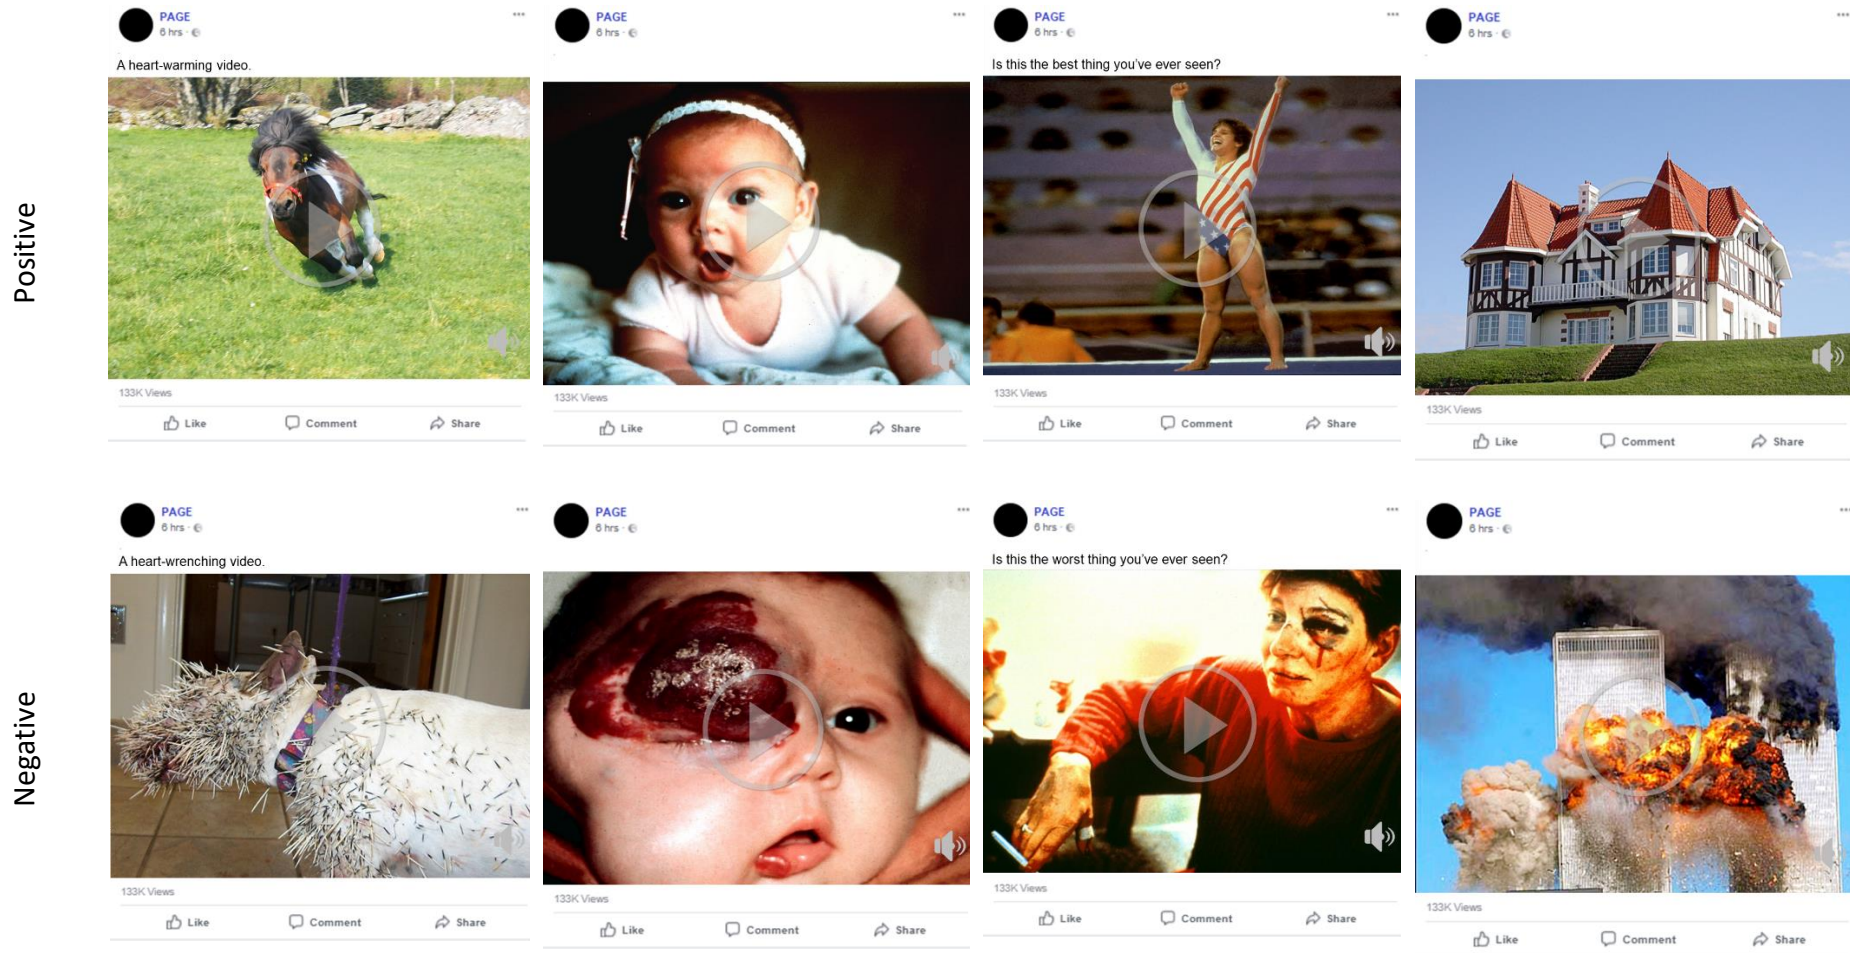 Positive
PAGE
6 hrs ·
A heart-warming video.
133K Views
Like Comment Share
PAGE
6 hrs ·
133K Views
Like Comment Share
PAGE
6 hrs ·
Is this the best thing you've ever seen?
133K Views
Like Comment Share
PAGE
6 hrs ·
133K Views
Like Comment Share
Negative
PAGE
6 hrs ·
A heart-wrenching video.
133K Views
Like Comment Share
PAGE
6 hrs ·
133K Views
Like Comment Share
PAGE
6 hrs ·
Is this the worst thing you've ever seen?
133K Views
Like Comment Share
PAGE
6 hrs ·
133K Views
Like Comment Share